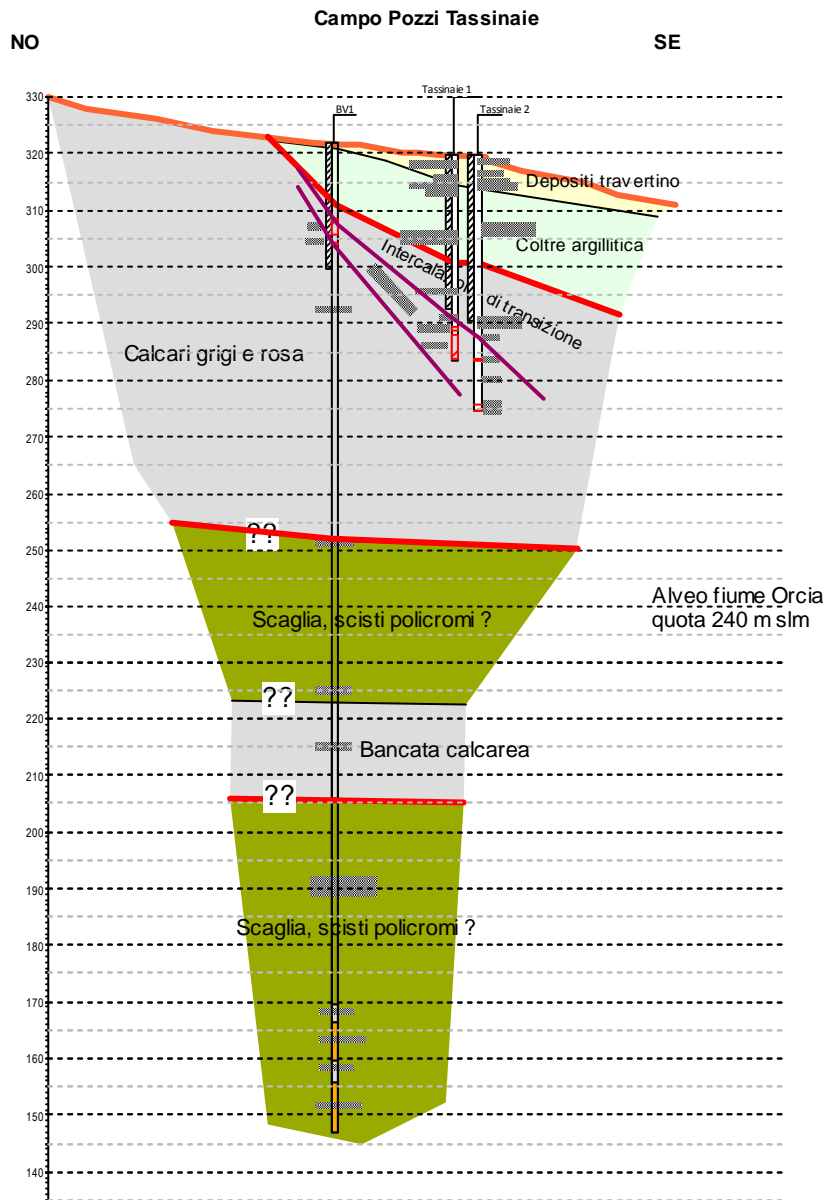 Campo Pozzi Tassinaie
NO
SE
Tassinaie 1
BV1
Tassinaie 2
330
320
310
300
290
280
270
260
250
240
230
220
210
200
190
180
170
160
150
140
Depositi travertino
Coltre argillitica
Intercalazioni di transizione
Calcari grigi e rosa
??
Alveo fiume Orcia
quota 240 m slm
Scaglia, scisti policromi ?
??
Bancata calcarea
??
Scaglia, scisti policromi ?